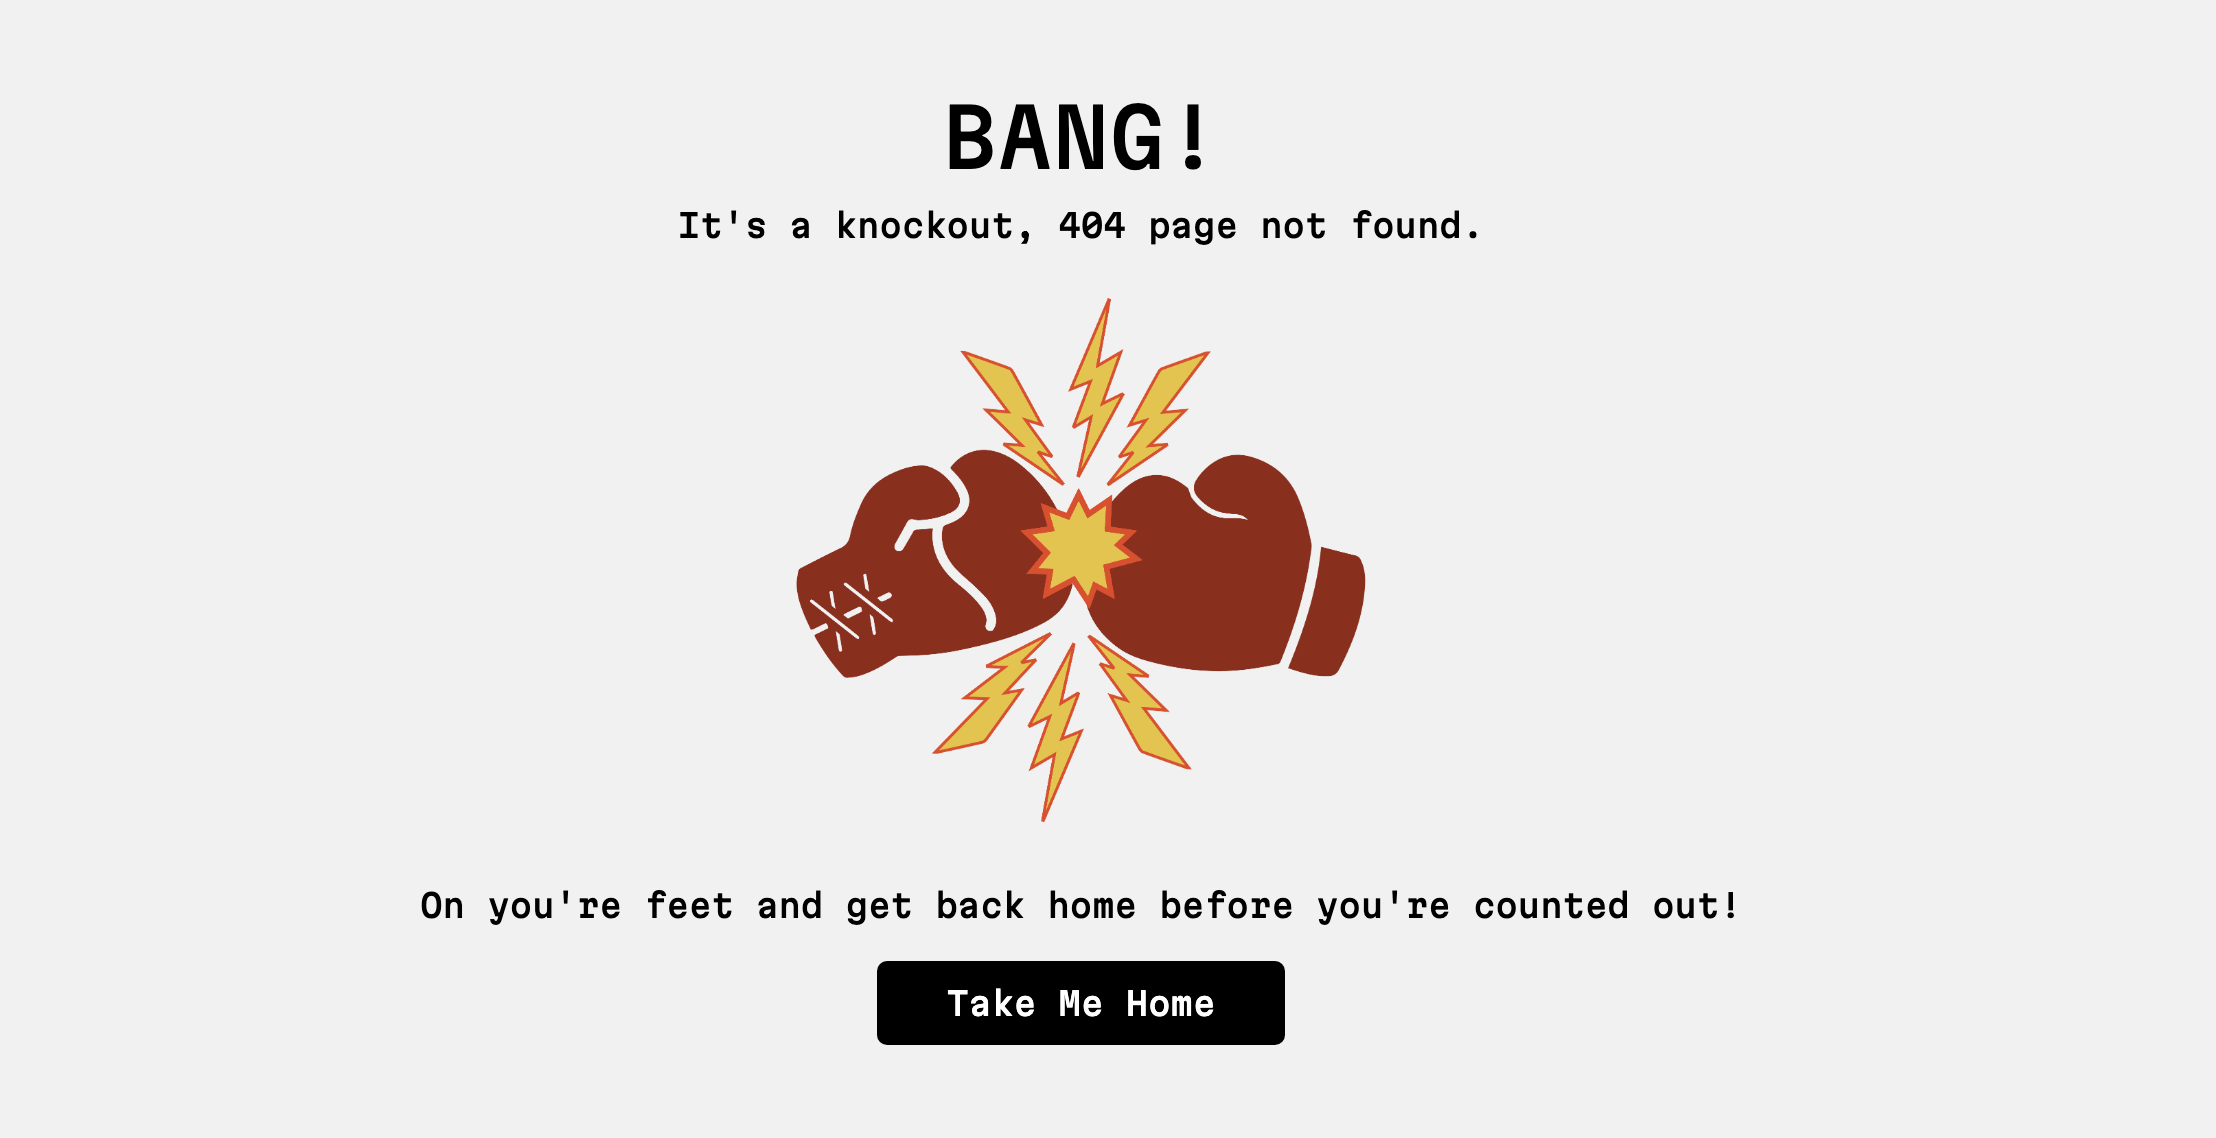 BANG!
It's a knockout, 404 page not found.
On you're feet and get back home before you're counted out!
Take Me Home